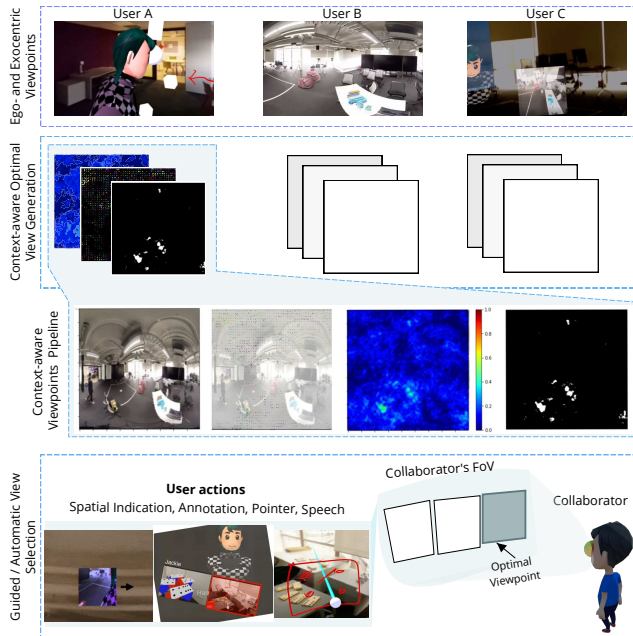 User A
User B
User C
Ego- and Exocentric
Viewpoints
Context-aware Optimal
View Generation
Context-aware
Viewpoints Pipeline
1.0
0.8
0.6
0.4
0.2
0.0
Guided / Automatic View
Selection
User actions
Spatial Indication, Annotation, Pointer, Speech
Jackie
Collaborator's FoV
Collaborator
Optimal
Viewpoint